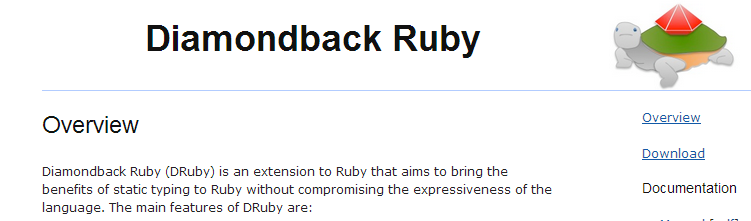 Diamondback Ruby
Overview
Diamondback Ruby (DRuby) is an extension to Ruby that aims to bring the
benefits of static typing to Ruby without compromising the expressiveness of the
language. The main features of DRuby are:
Overview
Download
Documentation